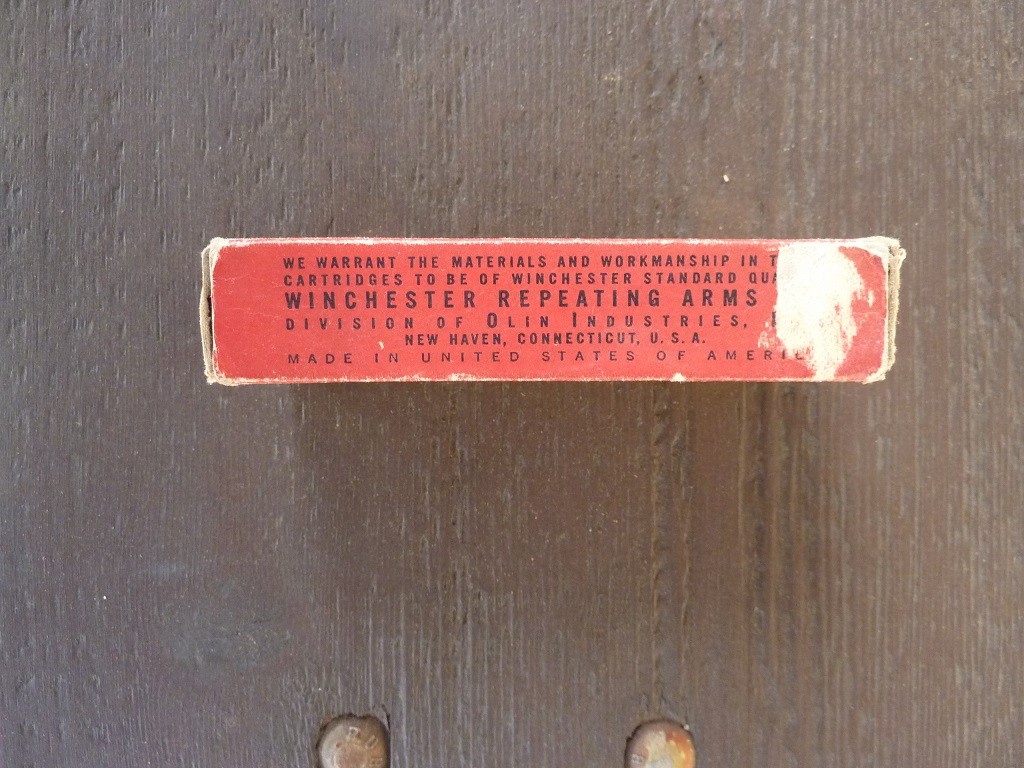 WE WARRANT THE MATERIALS AND WORKMANSHIP IN
CARTRIDGES TO BE OF WINCHESTER STANDARD
WINCHESTER REPEATING ARMS
DIVISION OF OLIN INDUSTRIES,
NEW HAVEN, CONNECTICUT, U.S.A.
MADE IN UNITED STATES OF